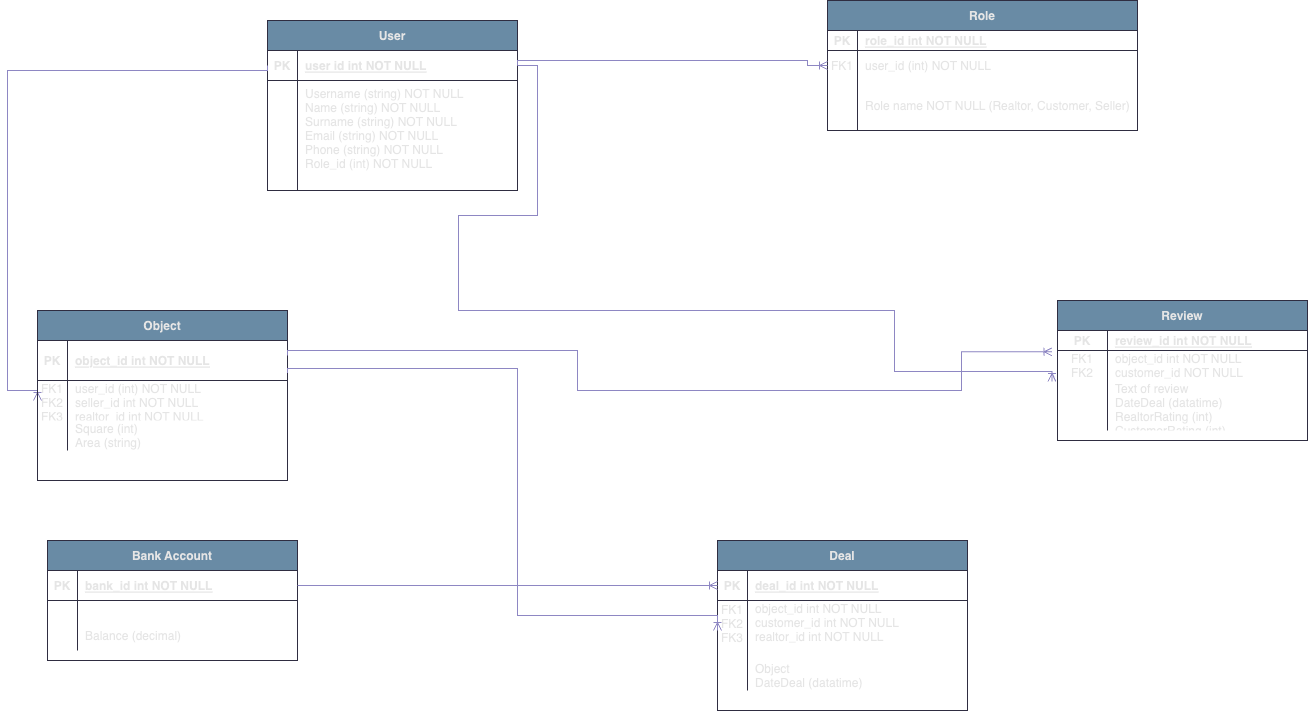 User
PK user id int NOT NULL
Username (string) NOT NULL
Name (string) NOT NULL
Surname (string) NOT NULL
Email (string) NOT NULL
Phone (string) NOT NULL
Role_id (int) NOT NULL
Role
PK role_id int NOT NULL
FK1 user_id (int) NOT NULL
Role name NOT NULL (Realtor, Customer, Seller)
Object
PK object_id int NOT NULL
FK1 user_id (int) NOT NULL
FK2 seller_id int NOT NULL
FK3 realtor_id int NOT NULL
Square (int)
Area (string)
Review
PK review_id int NOT NULL
FK1 object_id int NOT NULL
FK2 customer_id NOT NULL
Text of review
DateDeal (datatime)
RealtorRating (int)
CustomerRating (int)
Bank Account
PK bank_id int NOT NULL
Balance (decimal)
Deal
PK deal_id int NOT NULL
FK1 object_id int NOT NULL
FK2 customer_id int NOT NULL
FK3 realtor_id int NOT NULL
Object
DateDeal (datatime)